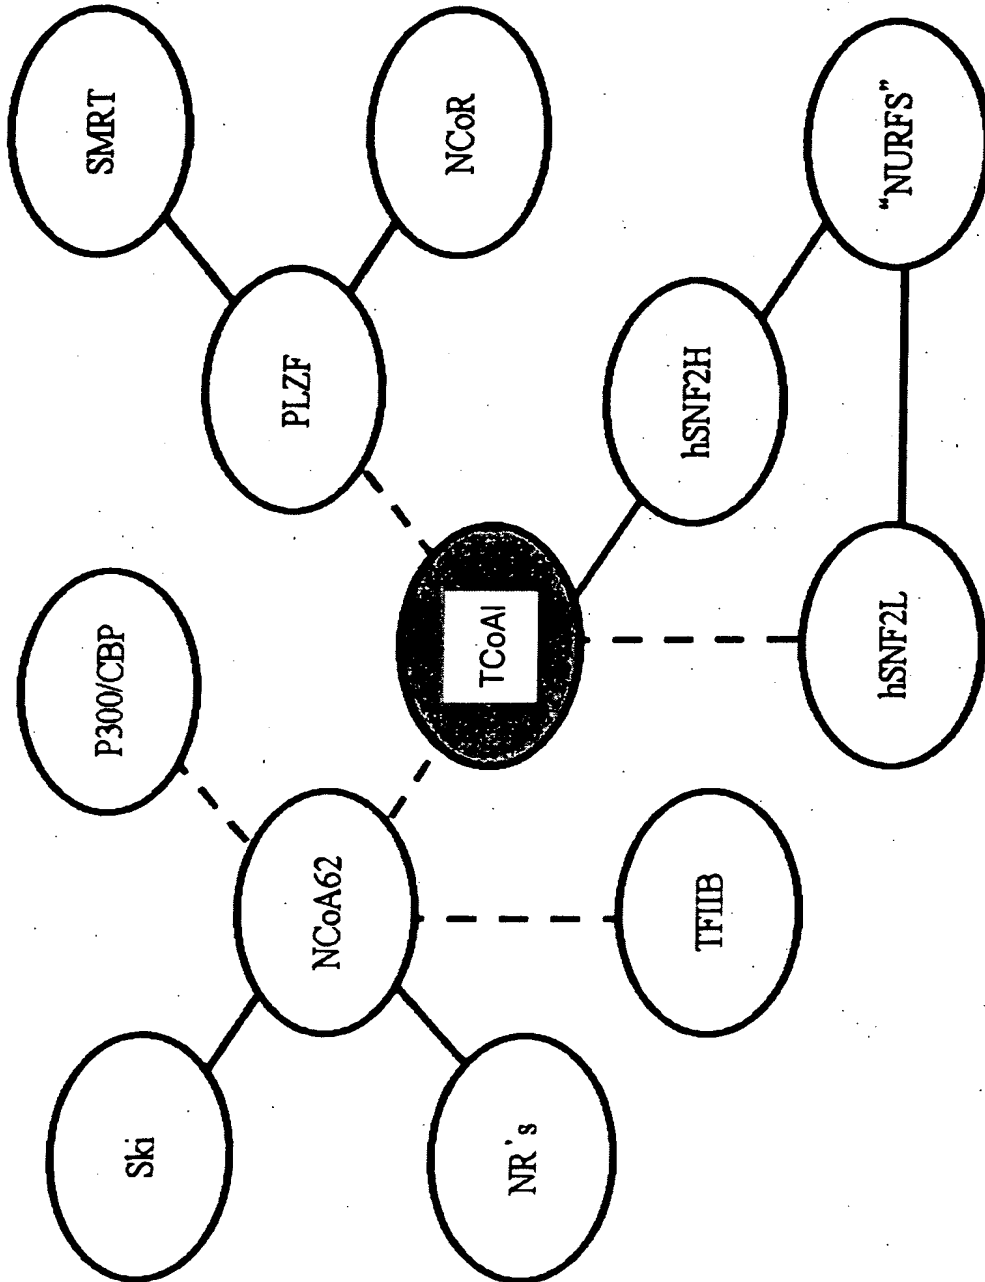 Ski
P300/CBP
SMRT
NCoA62
PLZF
NR`s
TCoAI
NCoR
TFIIB
hSNF2H
hSNF2L
“NURFS”